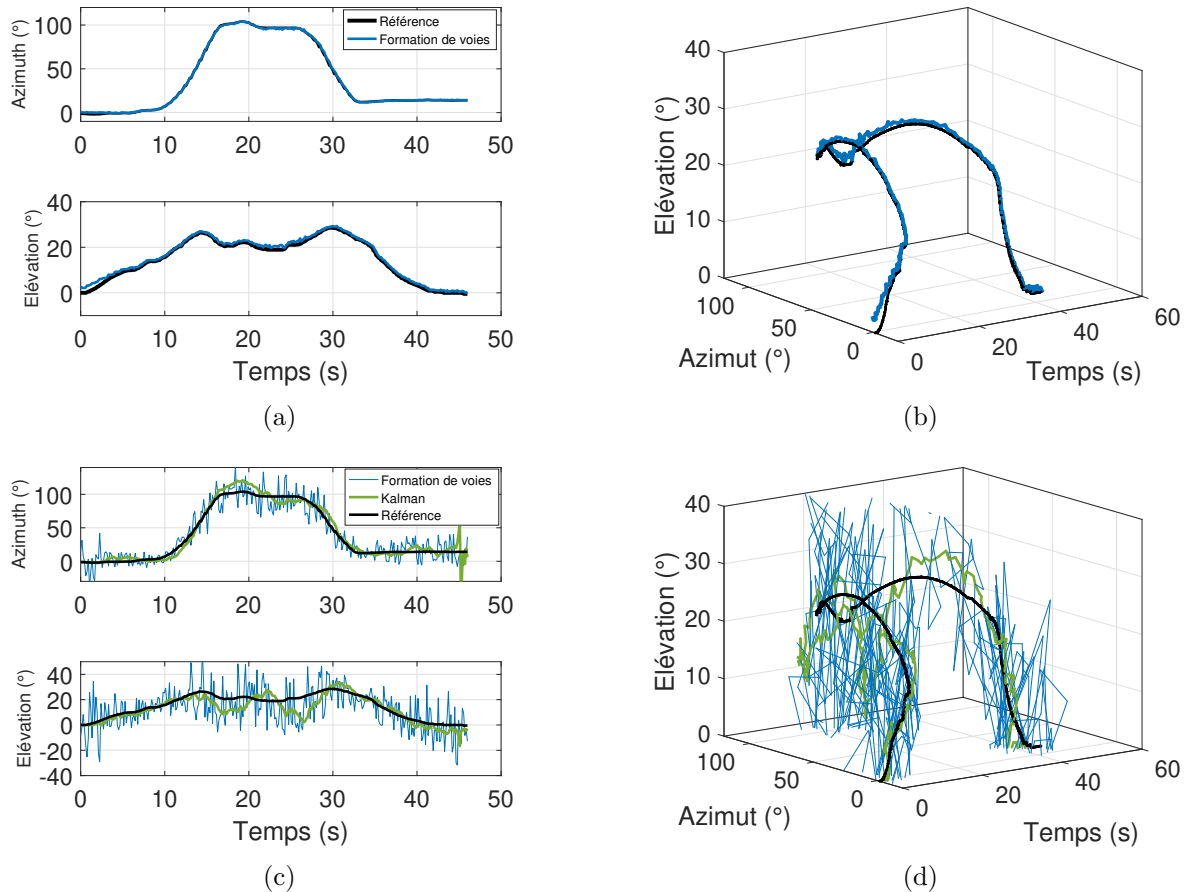 100
50
0
Azimuth (°)
Référence
Formation de voies
0 10 20 30 40 50
40
20
0
Elévation (°)
0 10 20 30 40 50
Temps (s)
(a)
40
30
20
10
0
Elévation (°)
100
50
0
Azimut (°)
0
20
40
60
Temps (s)
(b)
100
50
0
Azimuth (°)
Formation de voies
Kalman
Référence
0 10 20 30 40 50
40
20
0
-20
-40
Elévation (°)
0 10 20 30 40 50
Temps (s)
(c)
40
30
20
10
0
Elévation (°)
100
50
0
Azimut (°)
0
20
40
60
Temps (s)
(d)